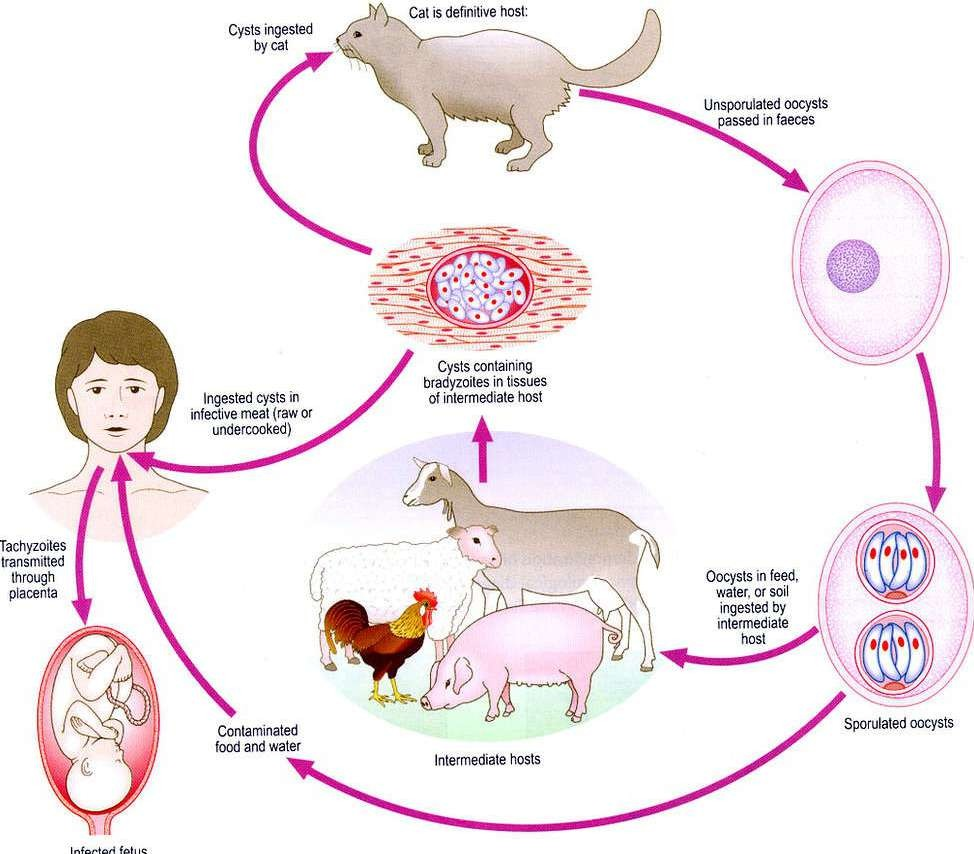 Cat is definitive host:
Cysts ingested
by cat
Unsporulated oocysts
passed in faeces
Cysts containing
bradyzoites in tissues
of intermediate host
Ingested cysts in
infective meat (raw or
undercooked)
Tachyzoites
transmitted
through
placenta
Oocysts in feed,
water, or soil
ingested by
intermediate
host
Sporulated oocysts
Contaminated
food and water
Intermediate hosts
Infected fetus